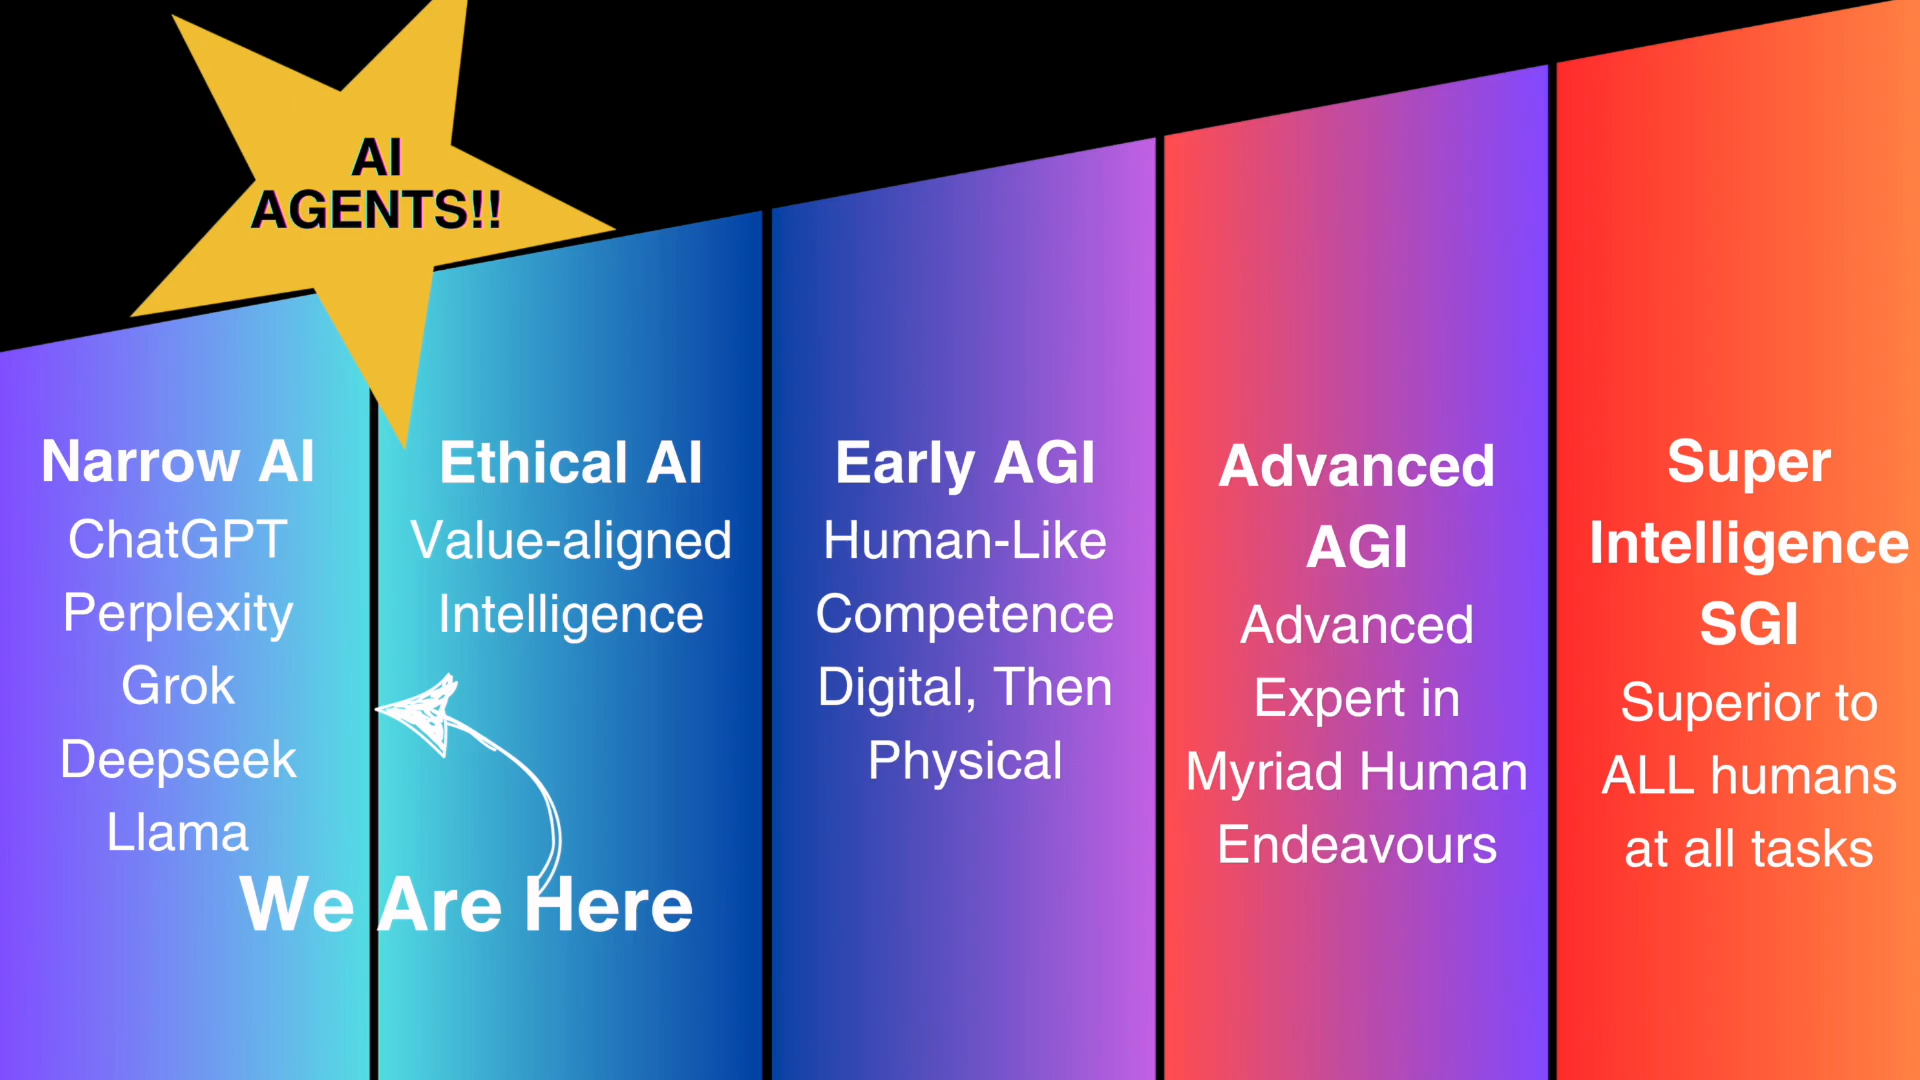 AI
AGENTS!!
Narrow AI
ChatGPT
Perplexity
Grok
Deepseek
Llama
Ethical AI
Value-aligned
Intelligence
Early AGI
Human-Like
Competence
Digital, Then
Physical
Advanced
AGI
Advanced
Expert in
Myriad Human
Endeavours
Super
Intelligence
SGI
Superior to
ALL humans
at all tasks
We Are Here